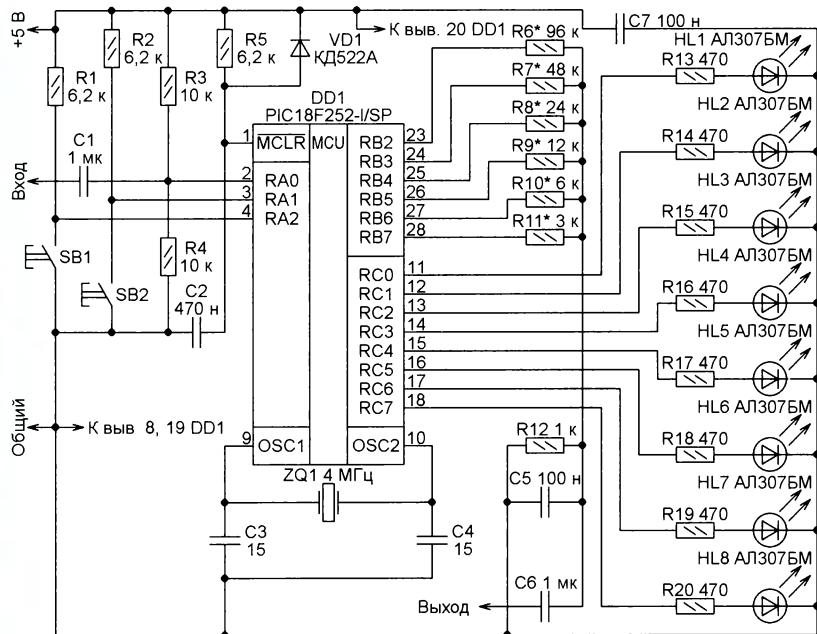 +5 В
R1
6,2 к
R2
6,2 к
R3
10 к
R5
6,2 к
VD1
КД522А
К выв. 20 DD1
C1
1 мк
Вход
SB1
SB2
R4
10 к
C2
470 н
Общий
К выв 8, 19 DD1
DD1
PIC18F252-I/SP
1
MCLR
MCU
2
RA0
3
RA1
4
RA2
RB2
23
RB3
24
RB4
25
RB5
26
RB6
27
RB7
28
RC0
11
RC1
12
RC2
13
RC3
14
RC4
15
RC5
16
RC6
17
RC7
18
9
OSC1
OSC2
10
ZQ1 4 МГц
C3
15
C4
15
R6* 96 к
R7* 48 к
R8* 24 к
R9* 12 к
R10* 6 к
R11* 3 к
R12 1 к
C5 100 н
C6 1 мк
Выход
C7 100 н
HL1 АЛ307БМ
R13 470
HL2 АЛ307БМ
R14 470
HL3 АЛ307БМ
R15 470
HL4 АЛ307БМ
R16 470
HL5 АЛ307БМ
R17 470
HL6 АЛ307БМ
R18 470
HL7 АЛ307БМ
R19 470
HL8 АЛ307БМ
R20 470